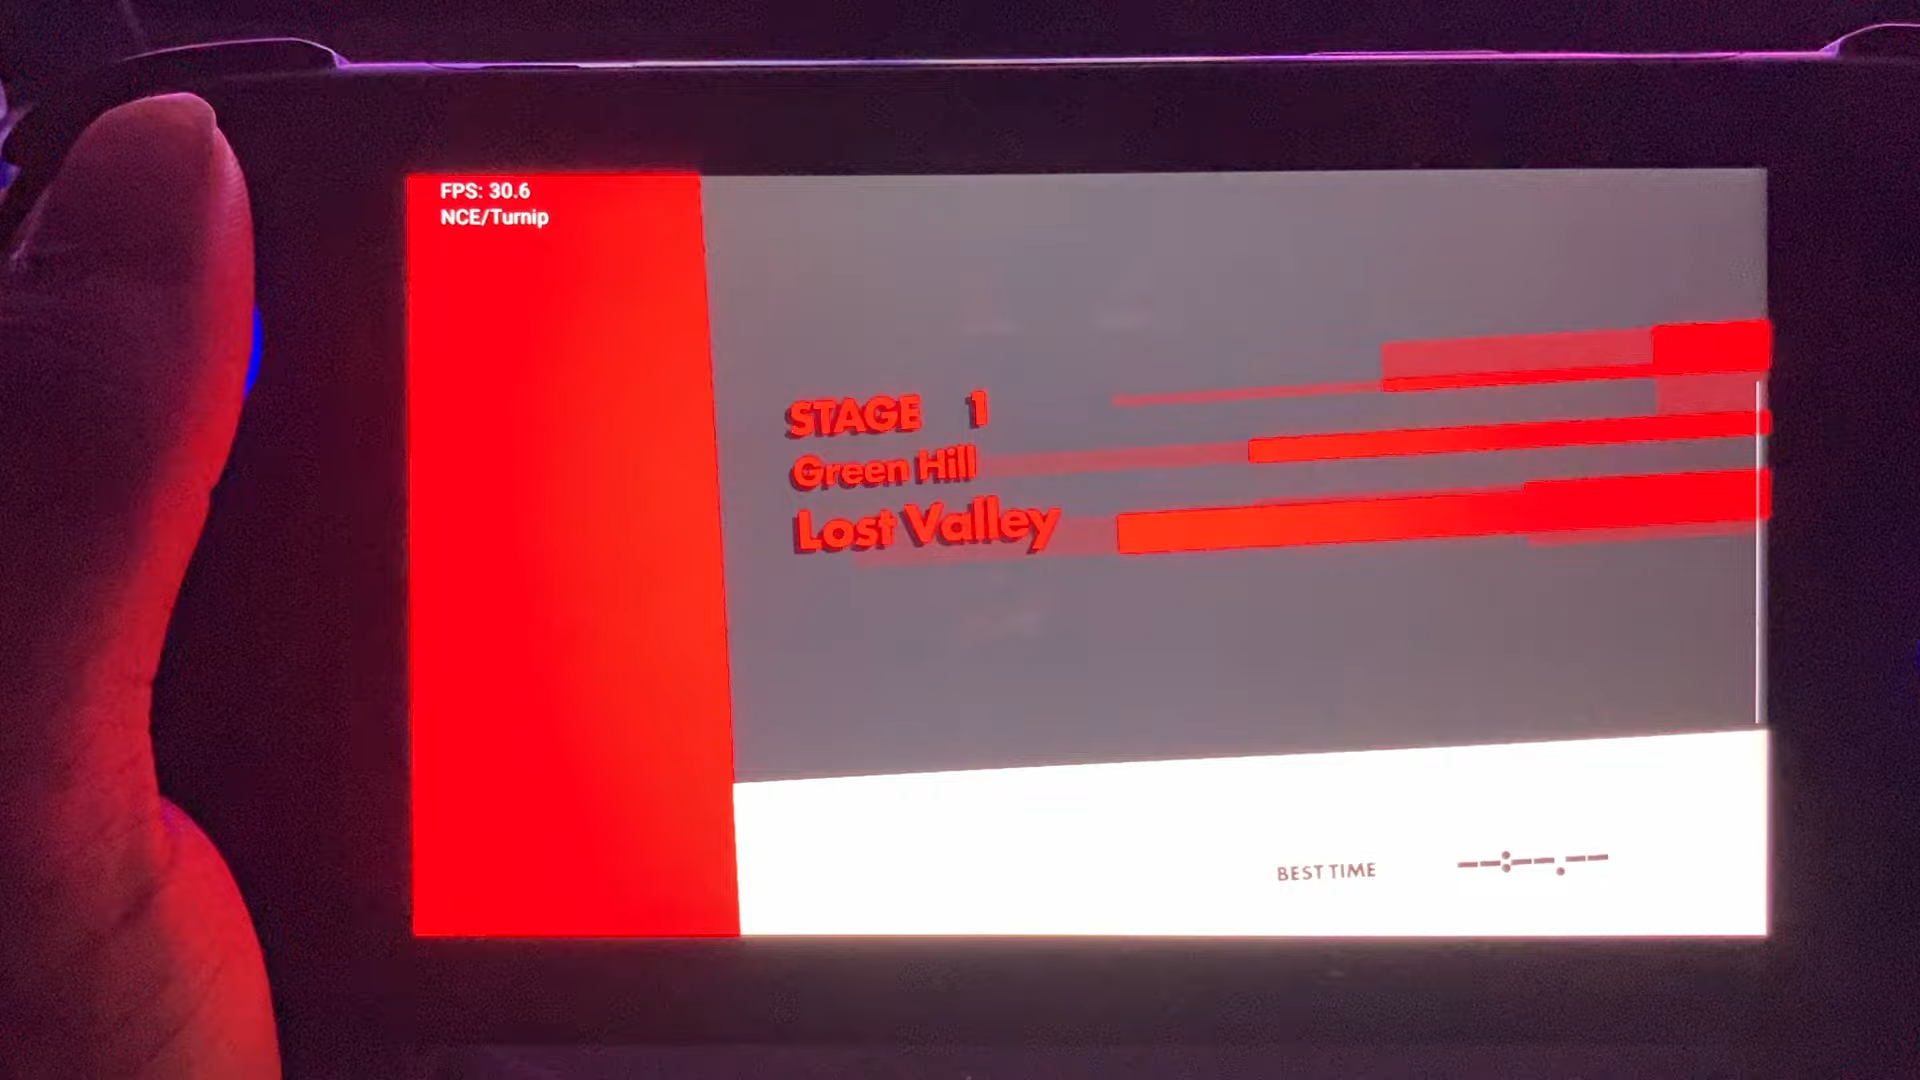 FPS: 30.6
NCE/Turnip
STAGE 1
Green Hill
Lost Valley
BEST TIME --:--.--